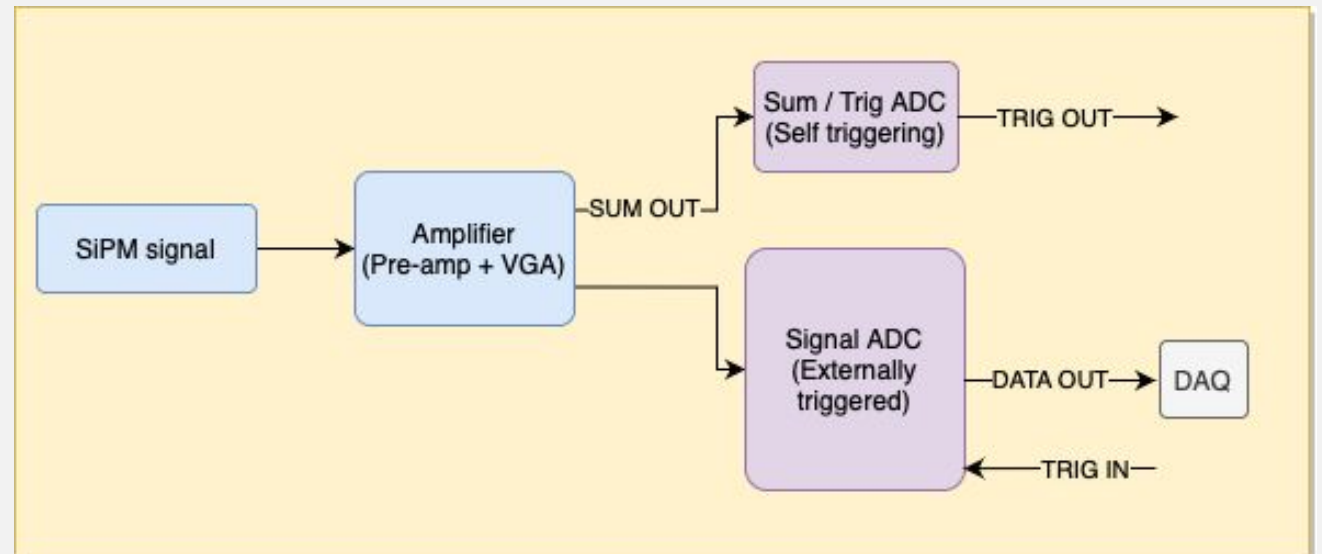 Sum / Trig ADC
(Self triggering)
TRIG OUT
SUM OUT
SiPM signal
Amplifier
(Pre-amp + VGA)
Signal ADC
(Externally
triggered)
DATA OUT
DAQ
TRIG IN